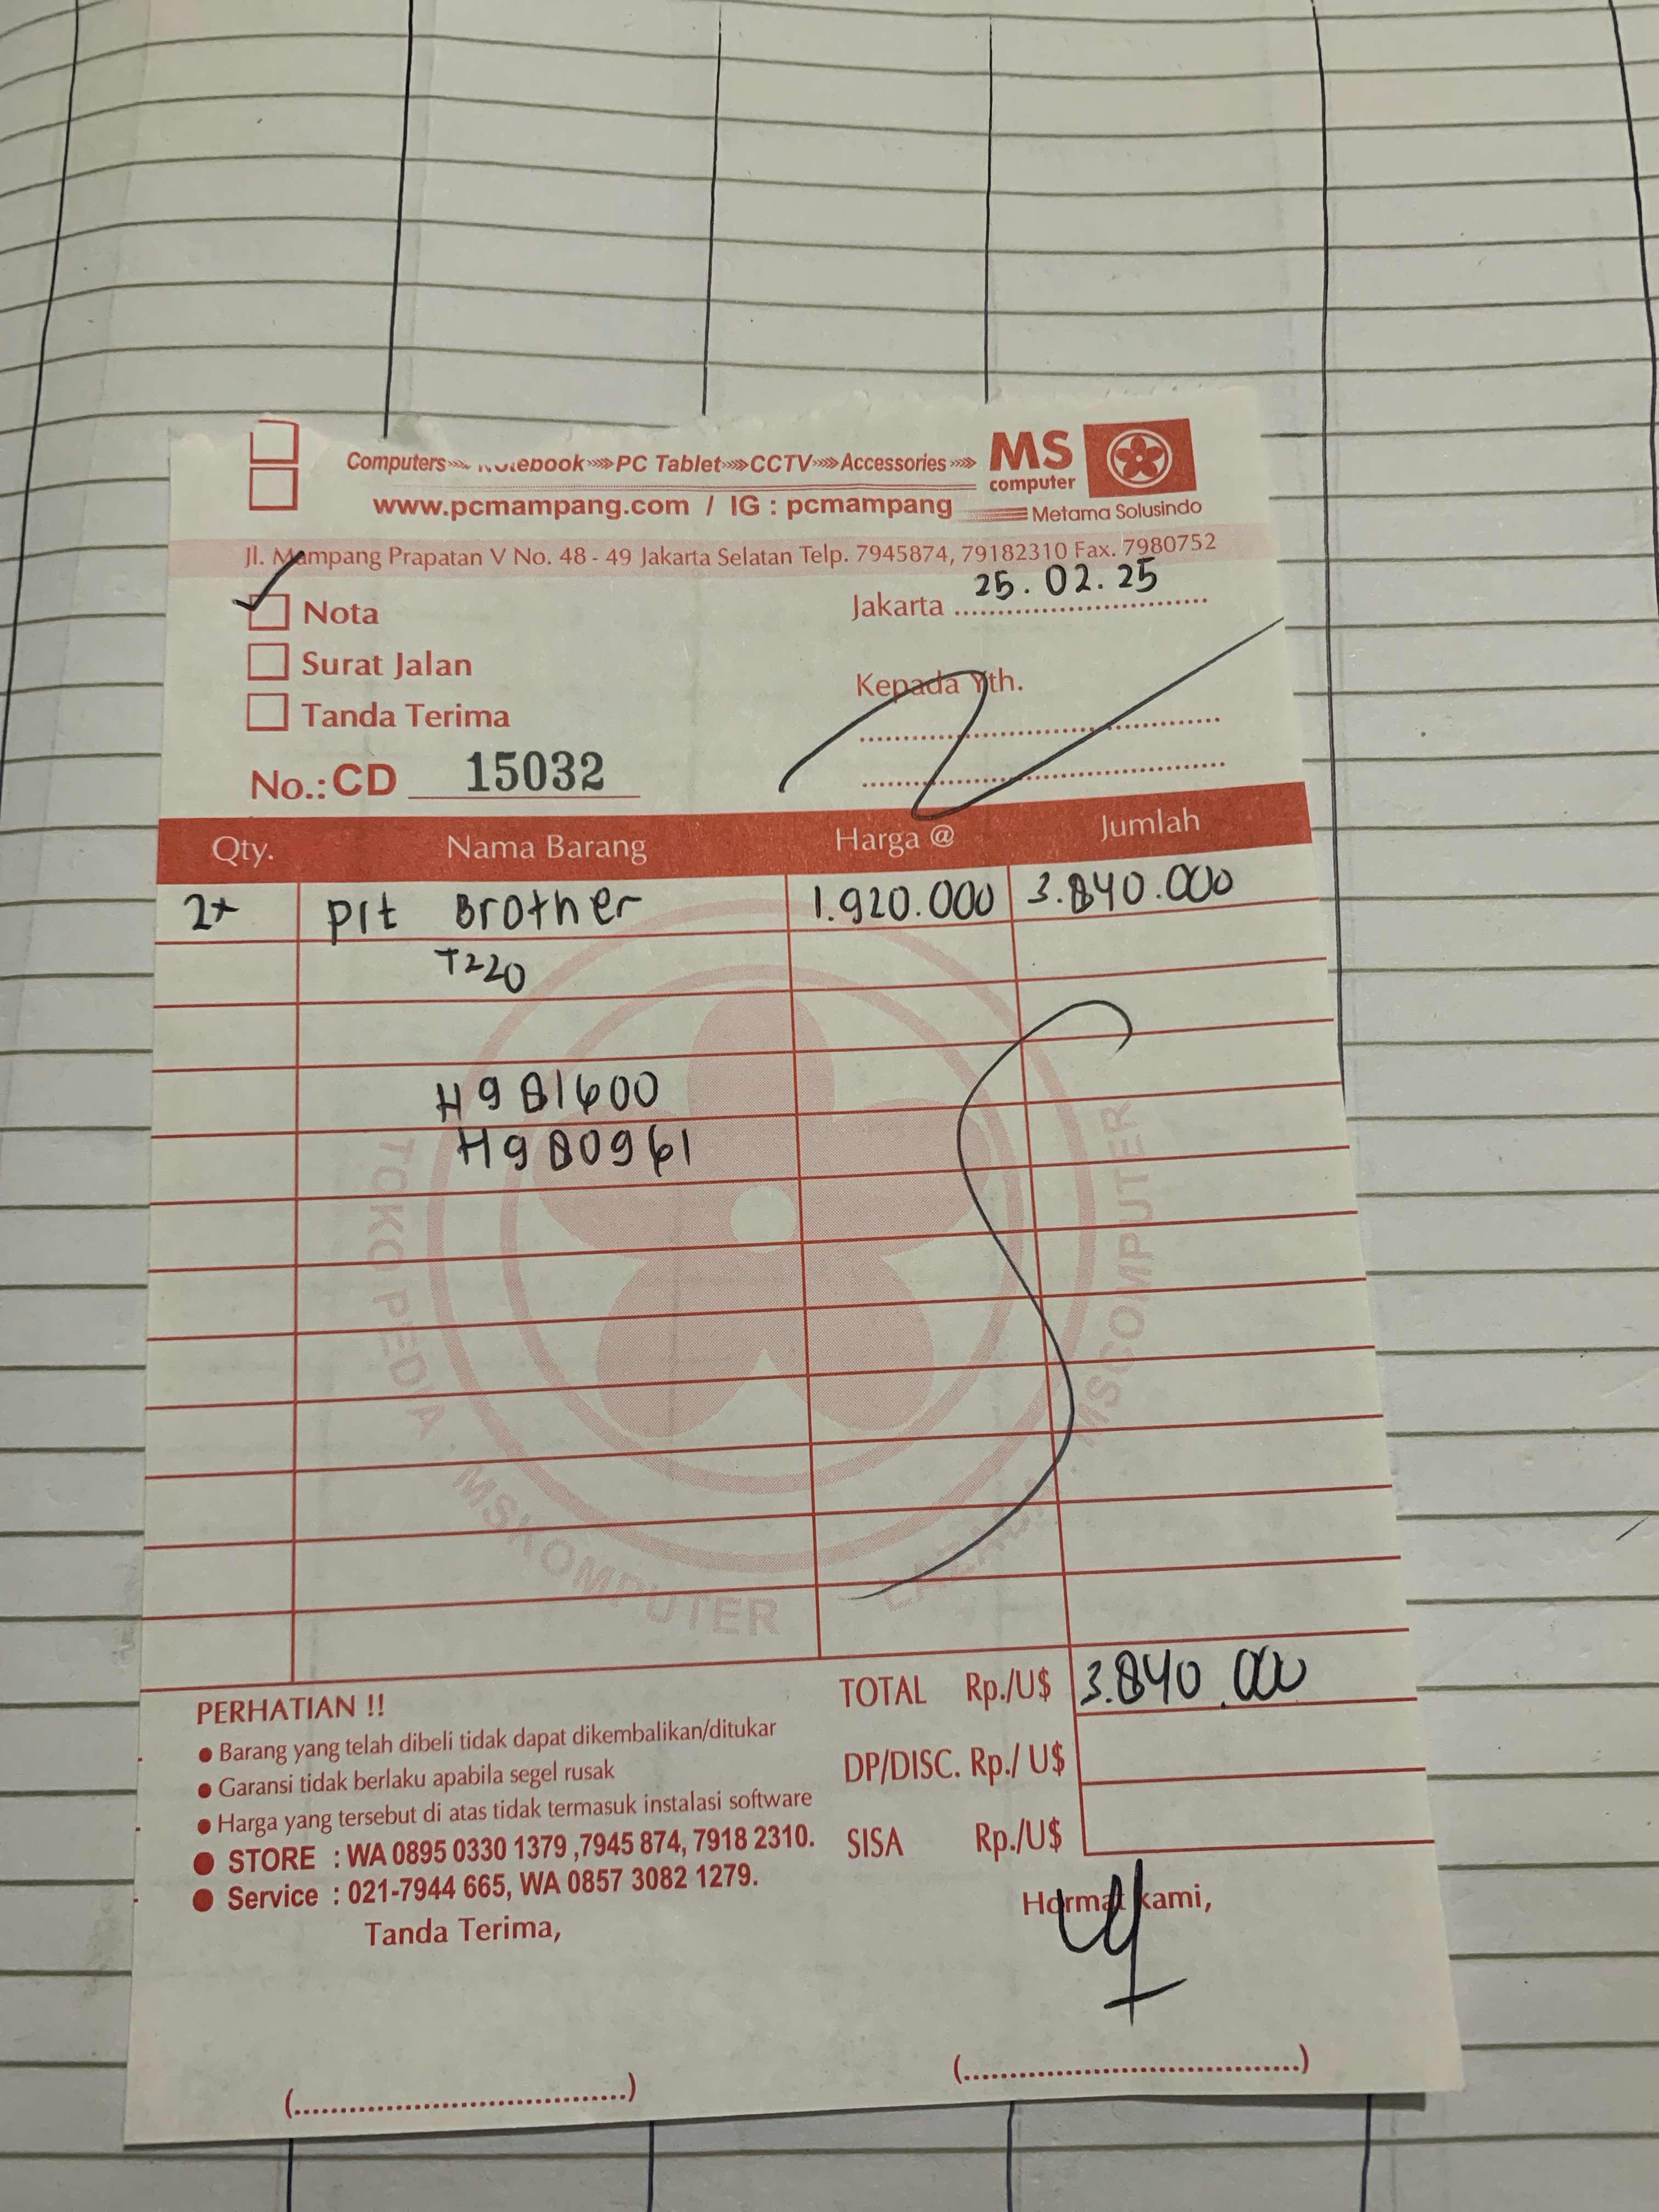 Computers Notebook PC Tablet CCTV Accessories
MS
computer
www.pcmampang.com / IG : pcmampang
Metama Solusindo
Jl. Mampang Prapatan V No. 48 - 49 Jakarta Selatan Telp. 7945874, 79182310 Fax. 7980752
Nota
Jakarta 25.02.25
Surat Jalan
Kepada Yth.
Tanda Terima
No.: CD 15032
Qty. Nama Barang Harga @ Jumlah
2x prt Brother 1.920.000 3.840.000
T220
H981600
H980961
TOKO PEDIA : MSKOMPUTER
LAZADA : MSCOMPUTER
TOTAL Rp./U$ 3.840.000
PERHATIAN !!
● Barang yang telah dibeli tidak dapat dikembalikan/ditukar
DP/DISC. Rp./ U$
● Garansi tidak berlaku apabila segel rusak
● Harga yang tersebut di atas tidak termasuk instalasi software
● STORE : WA 0895 0330 1379 ,7945 874, 7918 2310.
SISA Rp./U$
● Service : 021-7944 665, WA 0857 3082 1279.
Tanda Terima,
Hormat kami,
(....................................)
(....................................)